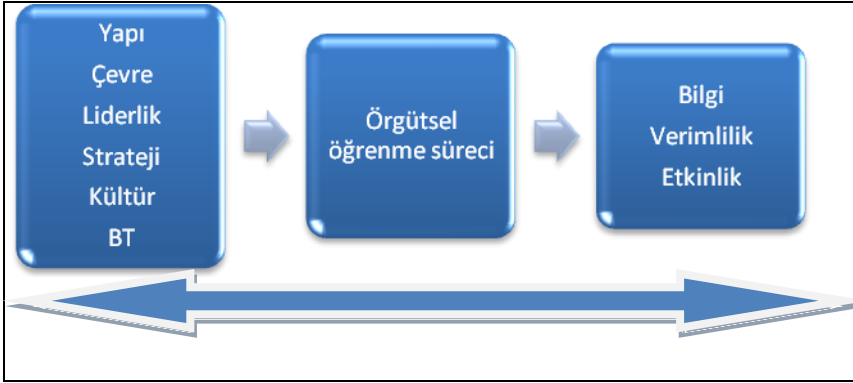 Yapı
Çevre
Liderlik
Strateji
Kültür
BT
Örgütsel
öğrenme süreci
Bilgi
Verimlilik
Etkinlik